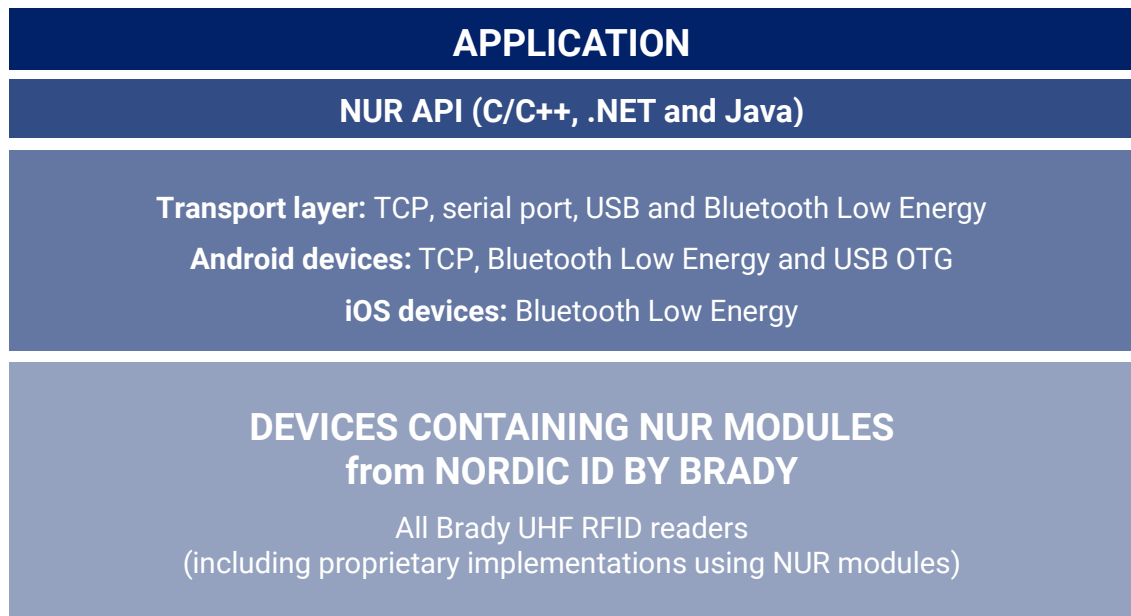 APPLICATION
NUR API (C/C++, .NET and Java)
Transport layer: TCP, serial port, USB and Bluetooth Low Energy
Android devices: TCP, Bluetooth Low Energy and USB OTG
iOS devices: Bluetooth Low Energy
DEVICES CONTAINING NUR MODULES
from NORDIC ID BY BRADY
All Brady UHF RFID readers
(including proprietary implementations using NUR modules)